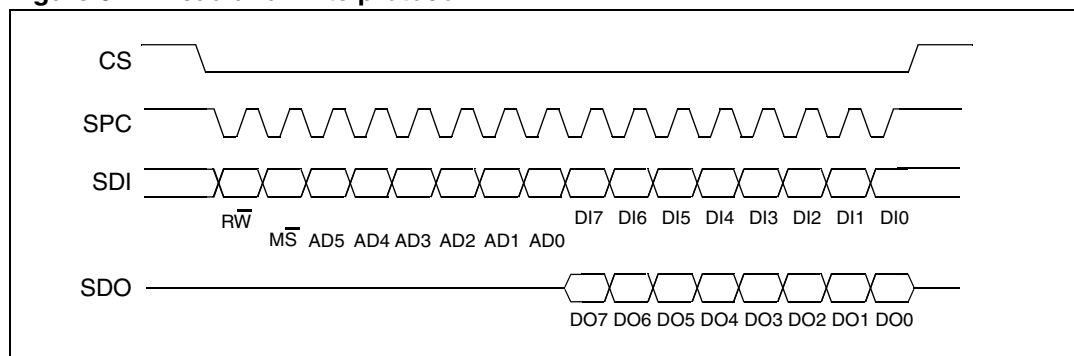 CS
SPC
SDI
RW̅ DI7 DI6 DI5 DI4 DI3 DI2 DI1 DI0
MS̅ AD5 AD4 AD3 AD2 AD1 AD0
SDO
DO7 DO6 DO5 DO4 DO3 DO2 DO1 DO0